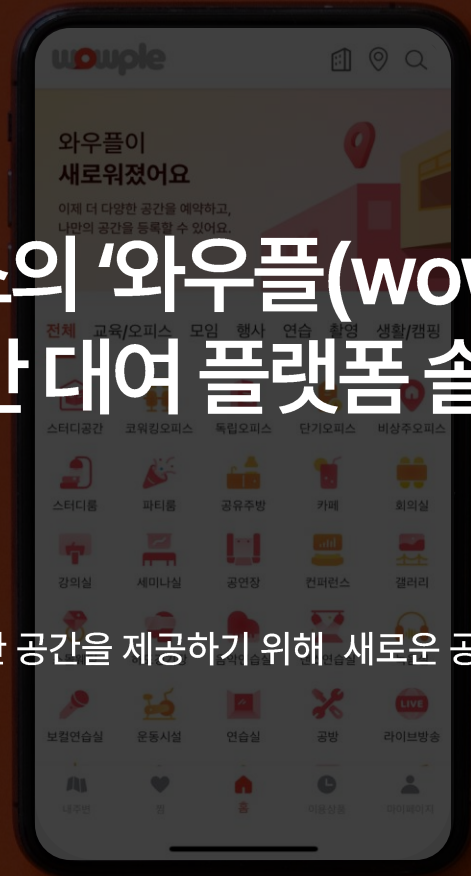 wowple
와우플이
새로워졌어요
이제 더 다양한 공간을 예약하고,
나만의 공간을 등록할 수 있어요.
의 ‘와우플(wo
전체 교육/오피스 모임 행사 연습 촬영 생활/캠핑
대여 플랫폼 솔
스터디공간 코워킹오피스 독립오피스 단기오피스 비상주오피스
스터디룸 파티룸 공유주방 카페 회의실
강의실 세미나실 공연장 컨퍼런스 갤러리
공간을 제공하기 위해 새로운 공
보컬연습실 운동시설 연습실 공방 라이브방송
LIVE
내주변 찜 홈 이용상품 마이페이지